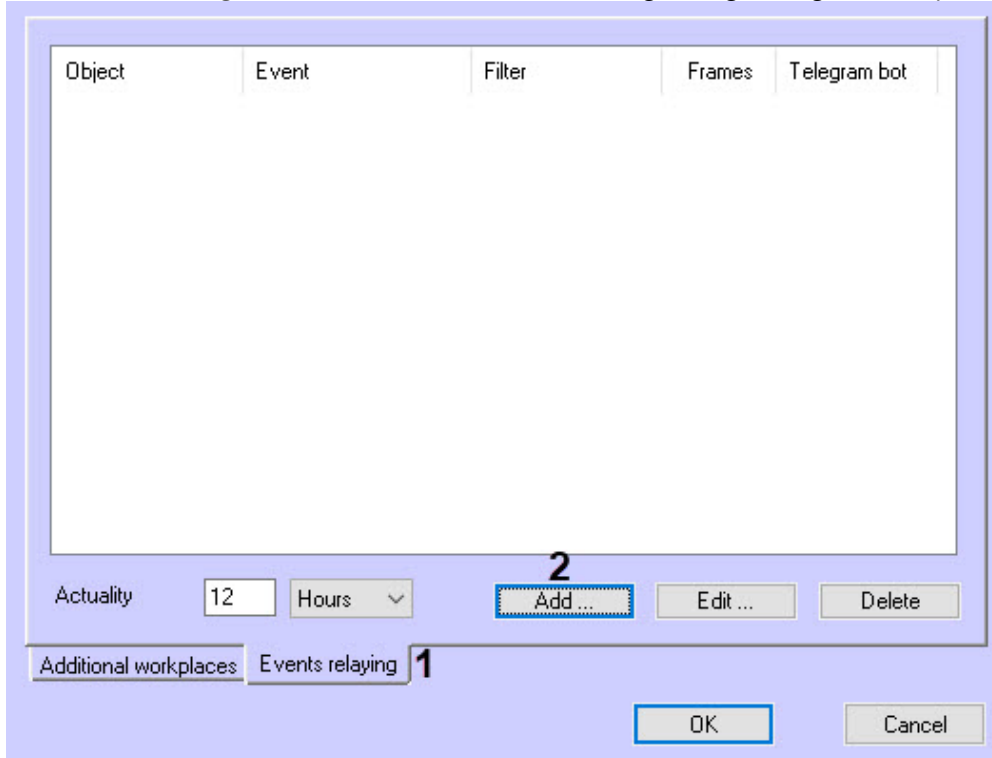 Object Event Filter Frames Telegram bot
2
Actuality 12 Hours Add ... Edit ... Delete
Additional workplaces Events relaying 1
OK Cancel